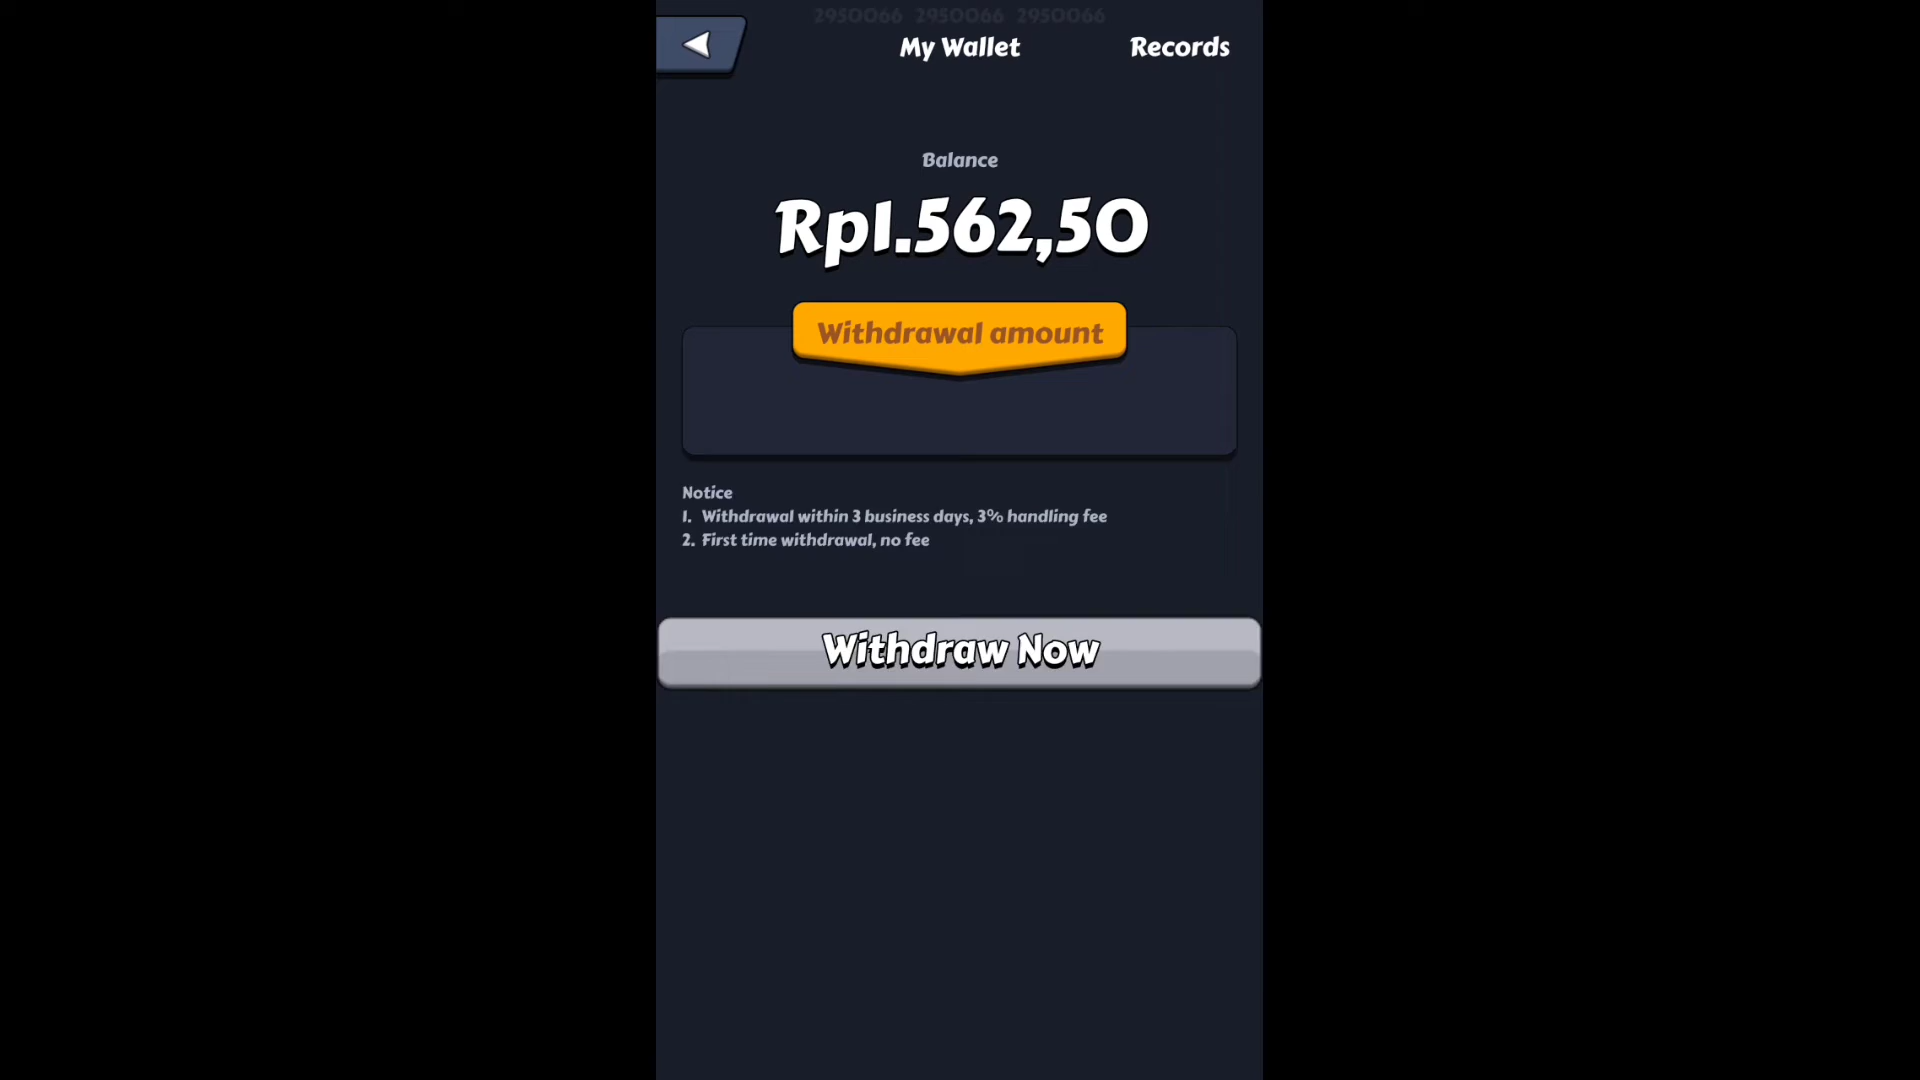 2950066 2950066 2950066
My Wallet
Records
Balance
Rp1.562,50
Withdrawal amount
Notice
1. Withdrawal within 3 business days, 3% handling fee
2. First time withdrawal, no fee
Withdraw Now